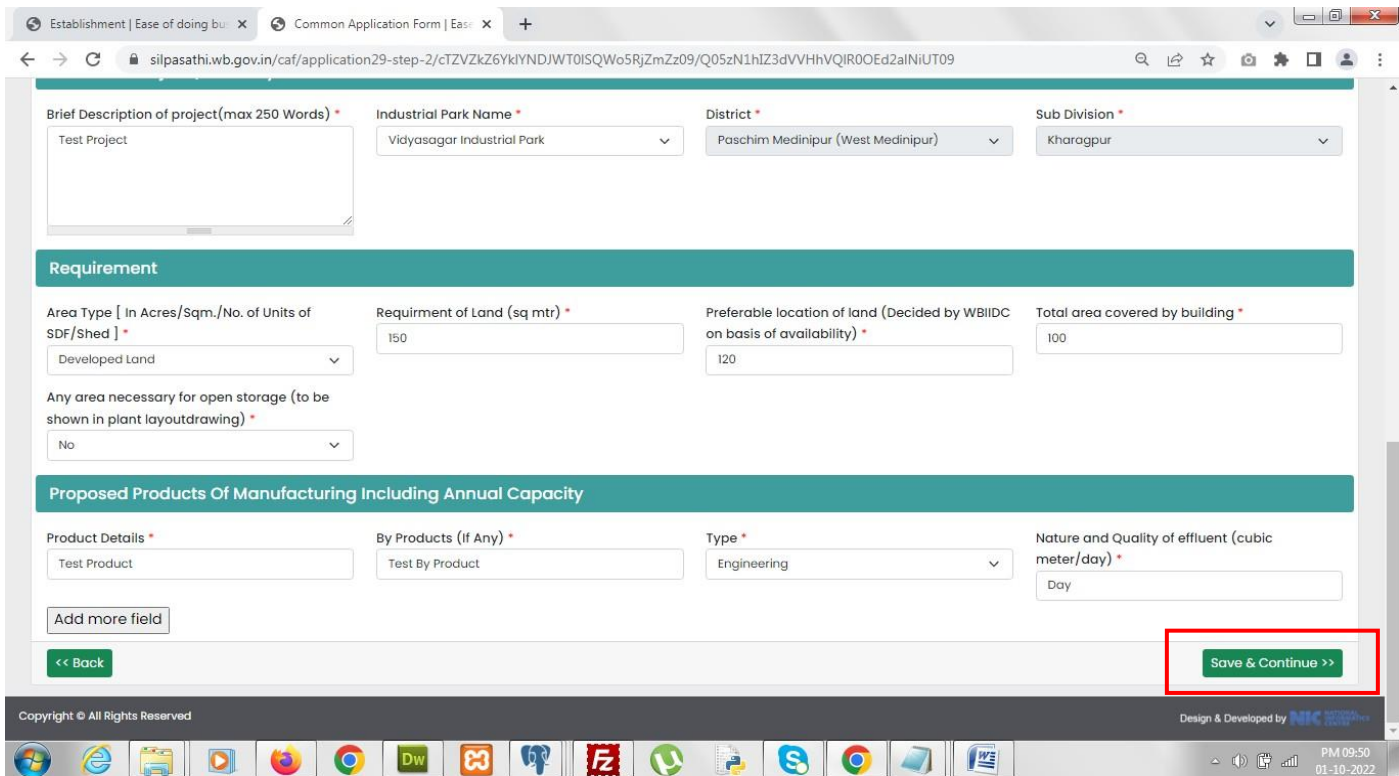 Establishment | Ease of doing bu
Common Application Form | Ease
silpasathi.wb.gov.in/caf/application29-step-2/
Brief Description of project(max 250 Words) *
Industrial Park Name *
District *
Sub Division *
Test Project
Vidyasagar Industrial Park
Paschim Medinipur (West Medinipur)
Kharagpur
Requirement
Area Type [ In Acres/Sqm./No. of Units of
SDF/Shed ] *
Requirment of Land (sq mtr) *
Preferable location of land (Decided by WBIIDC
on basis of availability) *
Total area covered by building *
Developed Land
150
120
100
Any area necessary for open storage (to be
shown in plant layoutdrawing) *
No
Proposed Products Of Manufacturing Including Annual Capacity
Product Details *
By Products (If Any) *
Type *
Nature and Quality of effluent (cubic
meter/day) *
Test Product
Test By Product
Engineering
Day
Add more field
<< Back
Save & Continue >>
Copyright © All Rights Reserved
Design & Developed by NIC
Dw
Fz
PM 09:50
01-10-2022